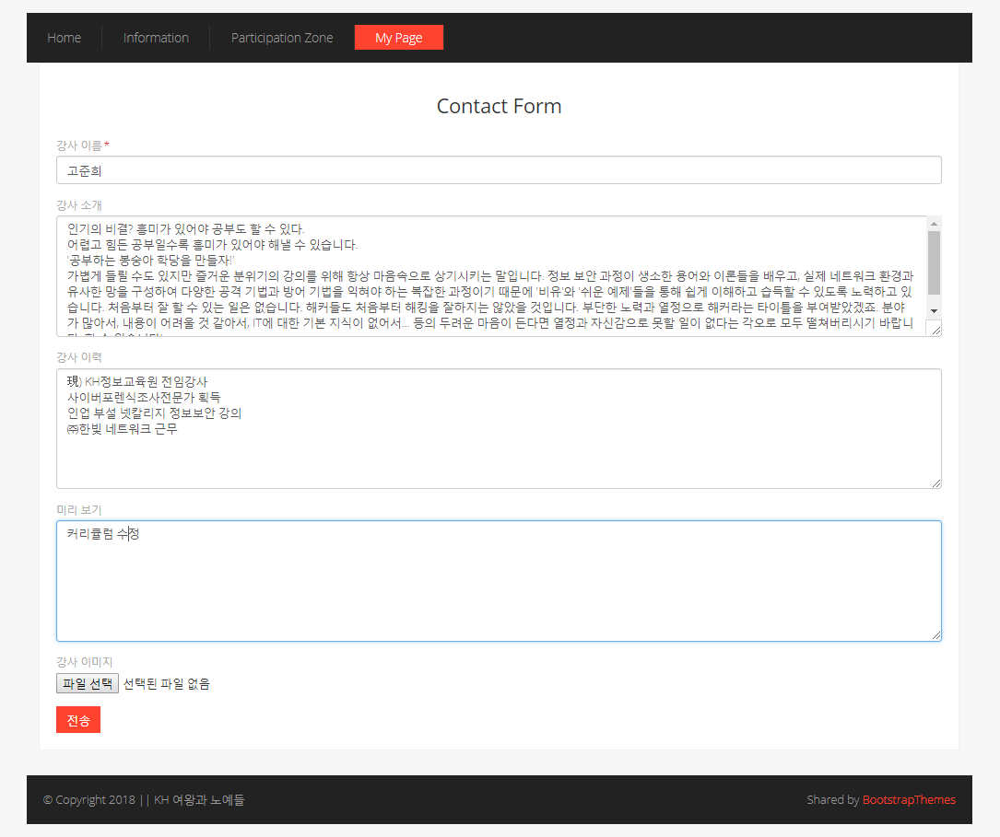 Home
Information
Participation Zone
My Page
Contact Form
강사 이름*
고준희
강사 소개
인기의 비결? 흥미가 있어야 공부도 할 수 있다.
어렵고 힘든 공부일수록 흥미가 있어야 해낼 수 있습니다.
'공부하는 봉숭아 학당을 만들자!'
가볍게 들릴 수도 있지만 즐거운 분위기의 강의를 위해 항상 마음속으로 상기시키는 말입니다. 정보 보안 과정이 생소한 용어와 이론들을 배우고, 실제 네트워크 환경과
유사한 망을 구성하여 다양한 공격 기법과 방어 기법을 익혀야 하는 복잡한 과정이기 때문에 '비유'와 '쉬운 예제'들을 통해 쉽게 이해하고 습득할 수 있도록 노력하고 있
습니다. 처음부터 잘 할 수 있는 일은 없습니다. 해커들도 처음부터 해킹을 잘하지는 않았을 것입니다. 부단한 노력과 열정으로 해커라는 타이틀을 부여받았겠죠. 분야
가 많아서, 내용이 어려울 것 같아서, IT에 대한 기본 지식이 없어서... 등의 두려운 마음이 든다면 열정과 자신감으로 못할 일이 없다는 각오로 모두 떨쳐버리시기 바랍니
강사 이력
現) KH정보교육원 전임강사
사이버포렌식조사전문가 획득
인업 부설 넷칼리지 정보보안 강의
㈜한빛 네트워크 근무
미리 보기
커리큘럼 수정
강사 이미지
파일 선택 선택된 파일 없음
전송
© Copyright 2018 || KH 여왕과 노예들
Shared by BootstrapThemes